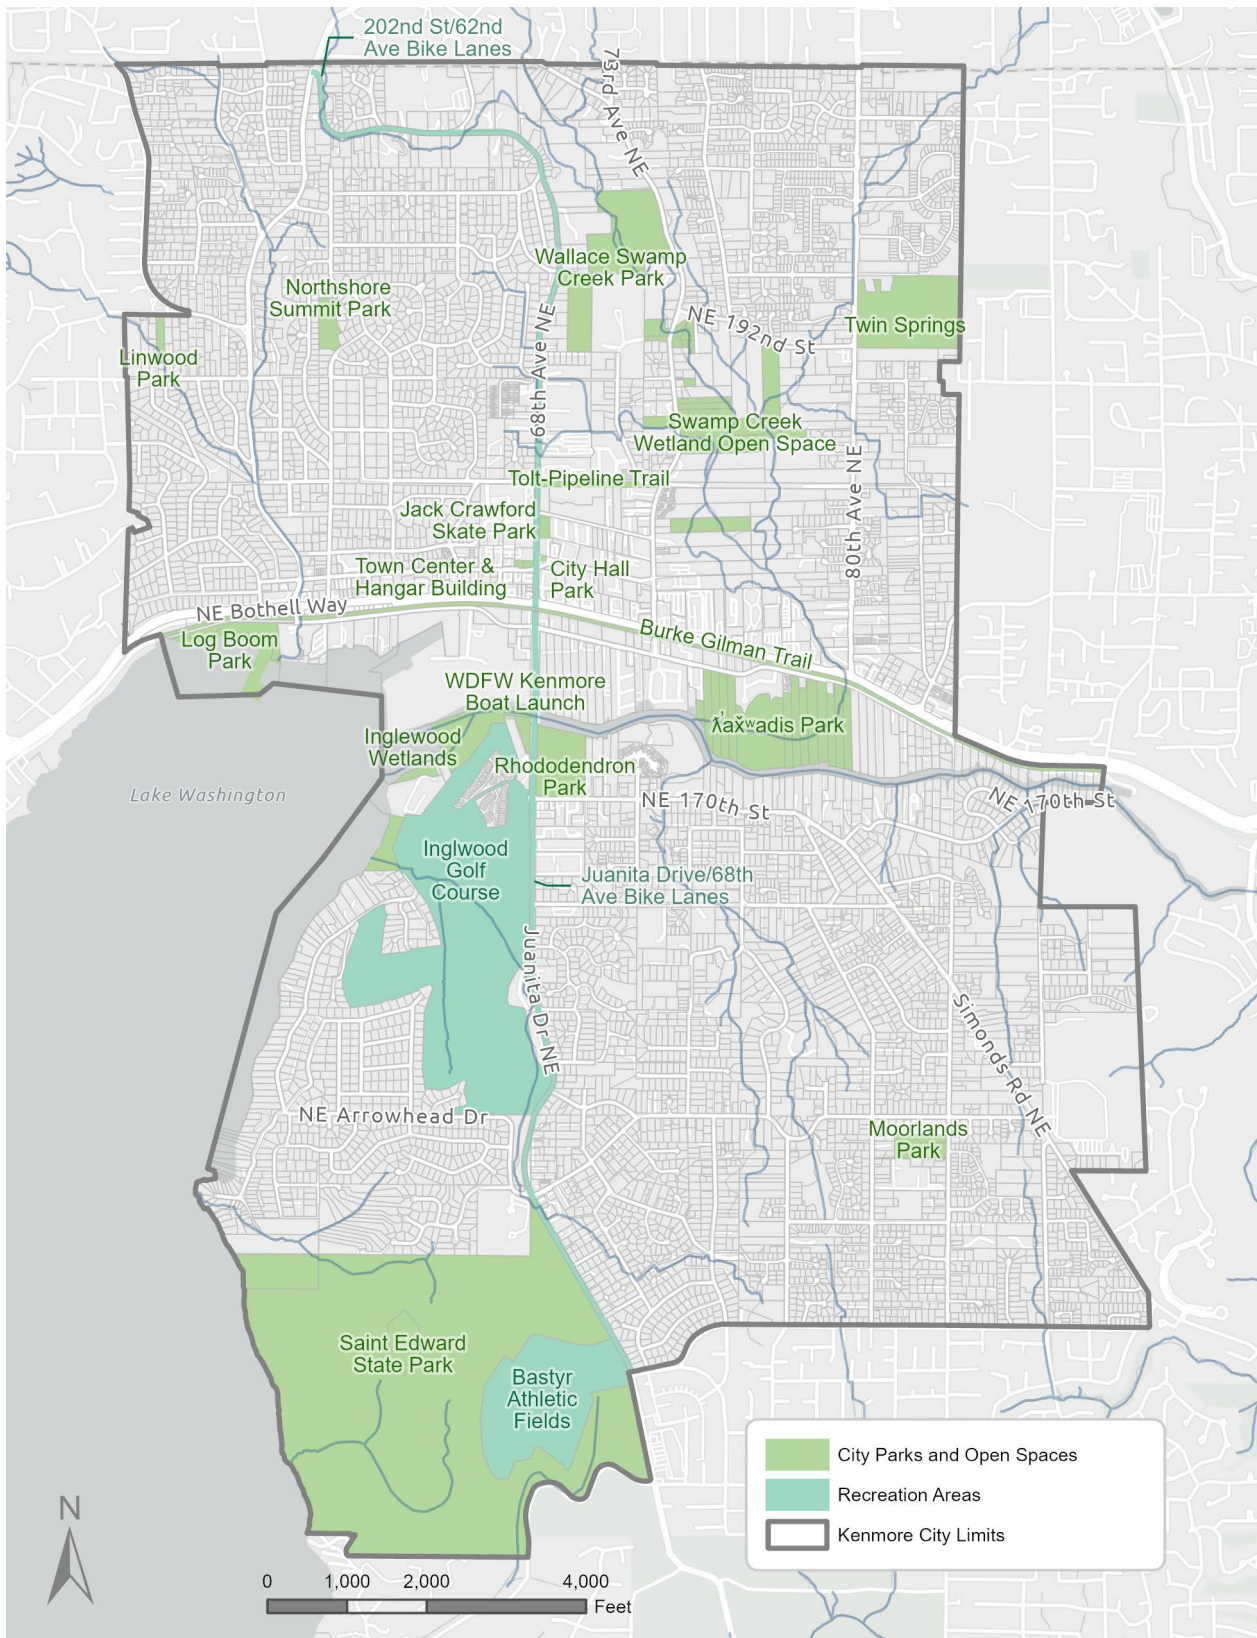 202nd St/62nd
Ave Bike Lanes
73rd Ave NE
Wallace Swamp
Creek Park
Northshore
Summit Park
NE 192nd St
Twin Springs
Linwood
Park
68th Ave NE
Swamp Creek
Wetland Open Space
80th Ave NE
Tolt-Pipeline Trail
Jack Crawford
Skate Park
Town Center &
Hangar Building
City Hall
Park
NE Bothell Way
Log Boom
Park
Burke Gilman Trail
WDFW Kenmore
Boat Launch
ƛ̓ax̌ʷadis Park
Inglewood
Wetlands
Rhododendron
Park
Lake Washington
NE 170th St
NE 170th St
Inglwood
Golf
Course
Juanita Drive/68th
Ave Bike Lanes
Juanita Dr NE
Simonds Rd NE
NE Arrowhead Dr
Moorlands
Park
Saint Edward
State Park
Bastyr
Athletic
Fields
City Parks and Open Spaces
Recreation Areas
Kenmore City Limits
N
0 1,000 2,000 4,000
Feet